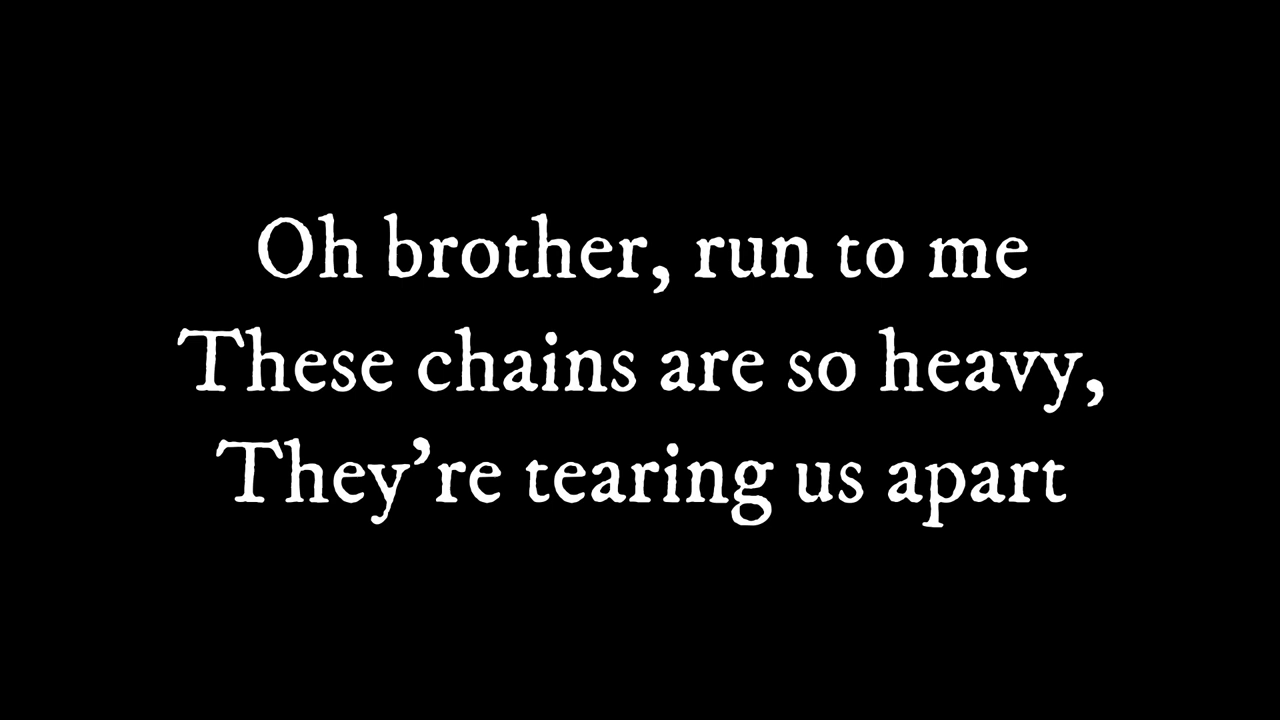 Oh brother, run to me
These chains are so heavy,
They’re tearing us apart